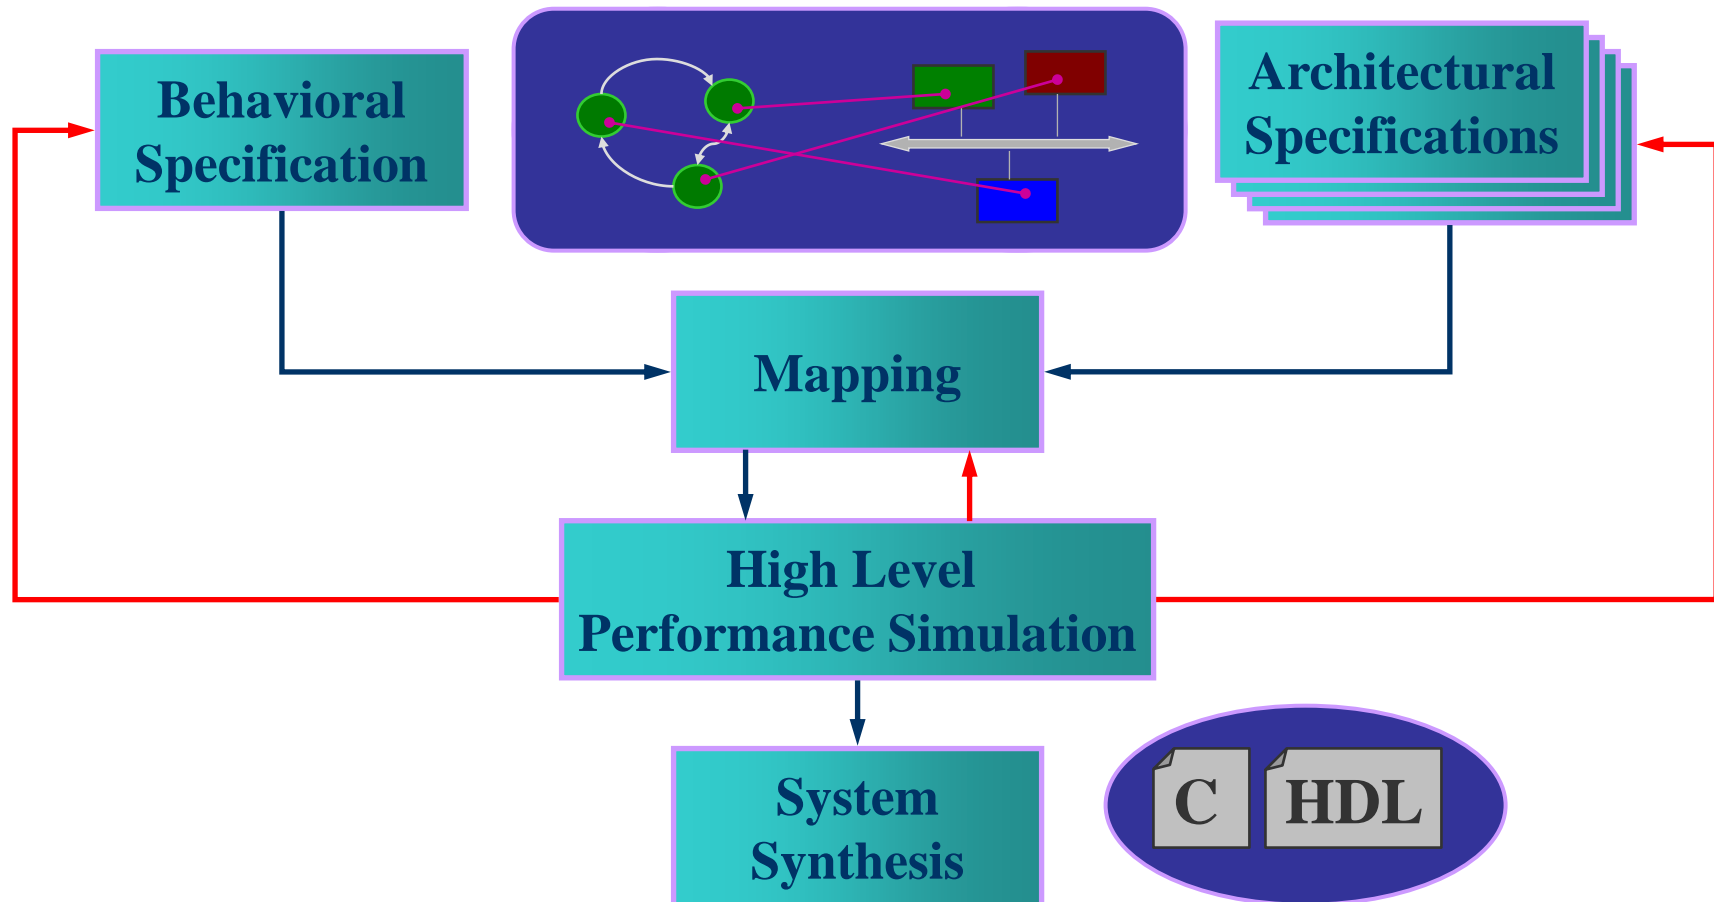 Behavioral
Specification
Architectural
Specifications
Mapping
High Level
Performance Simulation
System
Synthesis
C
HDL